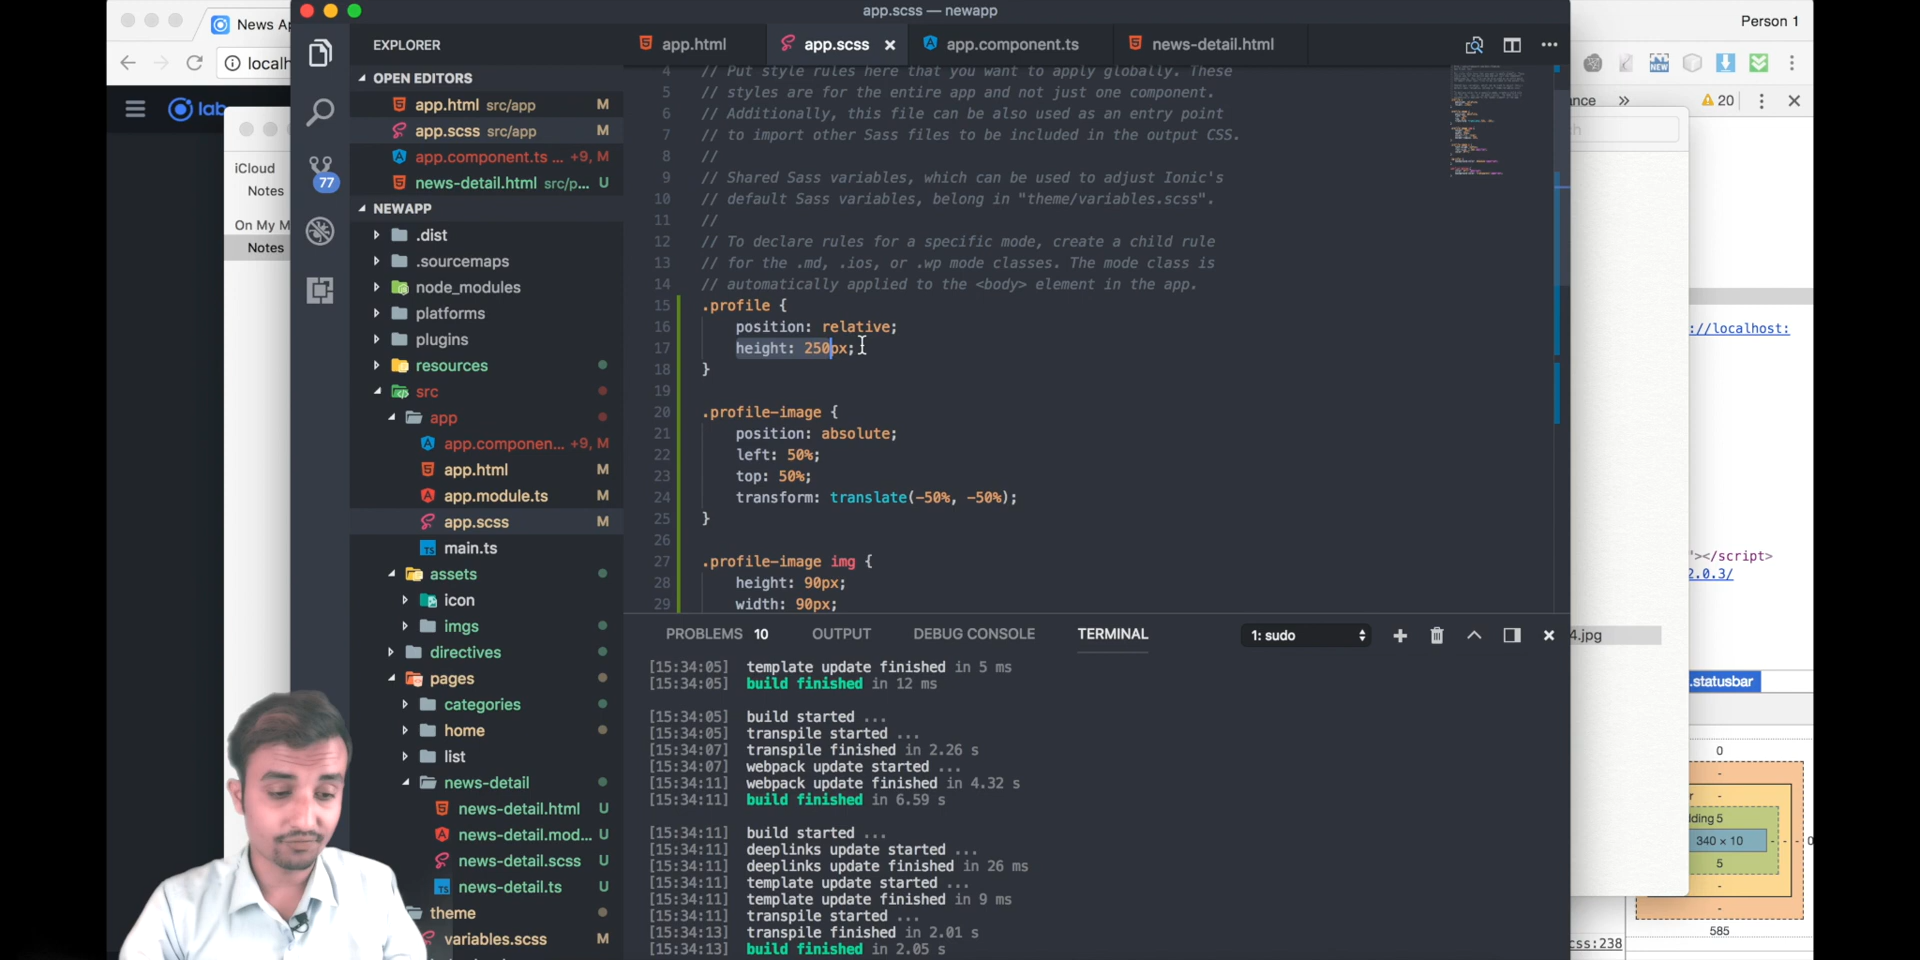 app.scss — newapp
News Ap
Person 1
localh
lab
iCloud
Notes
On My M
Notes
EXPLORER
OPEN EDITORS
app.html src/app M
app.scss src/app M
app.component.ts ... +9, M
news-detail.html src/p... U
NEWAPP
.dist
.sourcemaps
node_modules
platforms
plugins
resources
src
app
app.componen... +9, M
app.html M
app.module.ts M
app.scss M
main.ts
assets
icon
imgs
directives
pages
categories
home
list
news-detail
news-detail.html U
news-detail.mod... U
news-detail.scss U
news-detail.ts U
theme
variables.scss M
77
app.html
app.scss
app.component.ts
news-detail.html
4 // Put style rules here that you want to apply globally. These
5 // styles are for the entire app and not just one component.
6 // Additionally, this file can be also used as an entry point
7 // to import other Sass files to be included in the output CSS.
8 //
9 // Shared Sass variables, which can be used to adjust Ionic's
10 // default Sass variables, belong in "theme/variables.scss".
11 //
12 // To declare rules for a specific mode, create a child rule
13 // for the .md, .ios, or .wp mode classes. The mode class is
14 // automatically applied to the <body> element in the app.
15 .profile {
16 position: relative;
17 height: 250px;
18 }
19
20 .profile-image {
21 position: absolute;
22 left: 50%;
23 top: 50%;
24 transform: translate(-50%, -50%);
25 }
26
27 .profile-image img {
28 height: 90px;
29 width: 90px;
PROBLEMS 10 OUTPUT DEBUG CONSOLE TERMINAL 1: sudo
[15:34:05] template update finished in 5 ms
[15:34:05] build finished in 12 ms
[15:34:05] build started ...
[15:34:05] transpile started ...
[15:34:07] transpile finished in 2.26 s
[15:34:07] webpack update started ...
[15:34:11] webpack update finished in 4.32 s
[15:34:11] build finished in 6.59 s
[15:34:11] build started ...
[15:34:11] deeplinks update started ...
[15:34:11] deeplinks update finished in 26 ms
[15:34:11] template update started ...
[15:34:11] template update finished in 9 ms
[15:34:11] transpile started ...
[15:34:13] transpile finished in 2.01 s
[15:34:13] build finished in 2.05 s
NEW
nce
20
ch
://localhost:
"></script>
2.0.3/
4.jpg
.statusbar
0
-
r -
dding 5
340 × 10
5
-
-
585
css:238